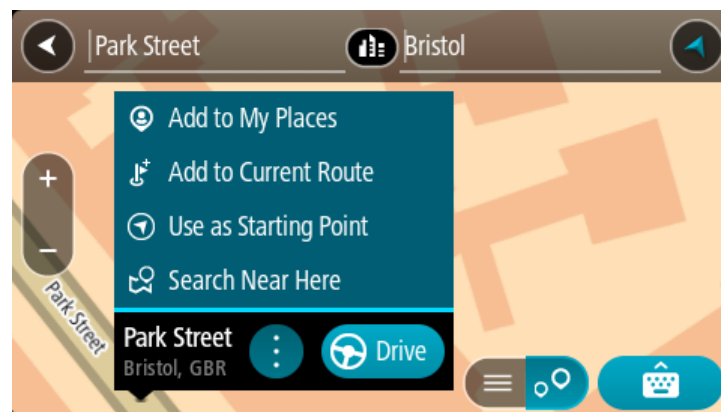 Park Street Bristol
Add to My Places
Add to Current Route
Use as Starting Point
Search Near Here
Park Street
Park Street
Bristol, GBR
Drive